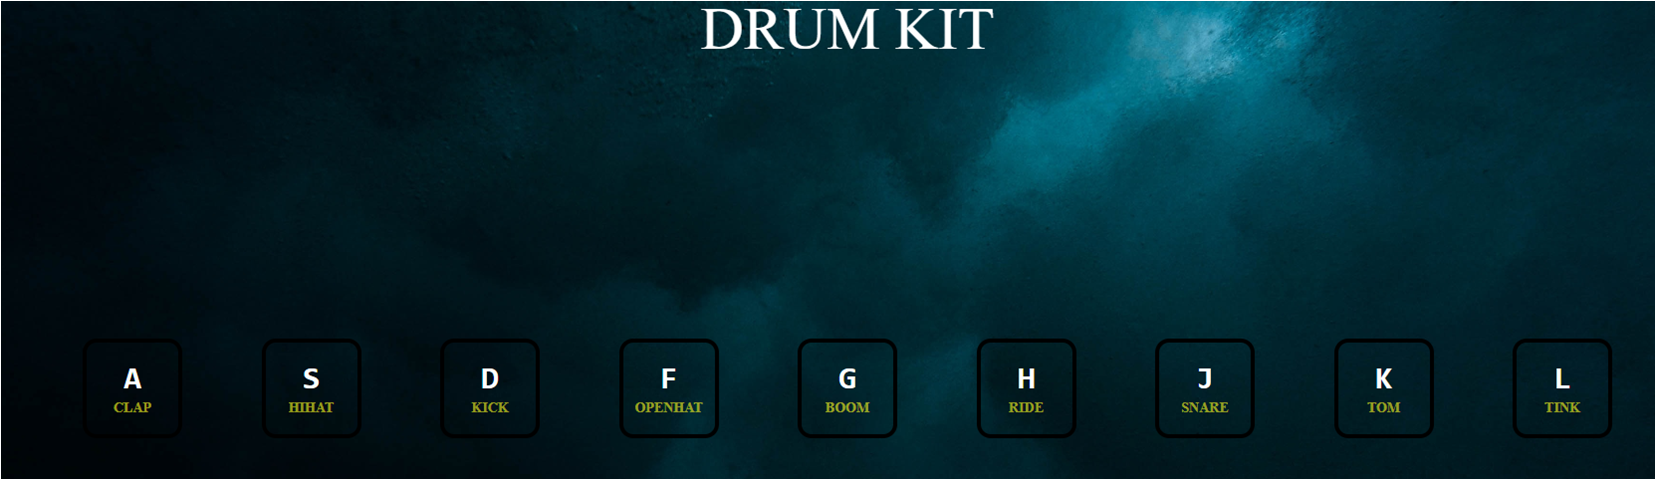 DRUM KIT
A S D F G H J K L
CLAP HIHAT KICK OPENHAT BOOM RIDE SNARE TOM TINK